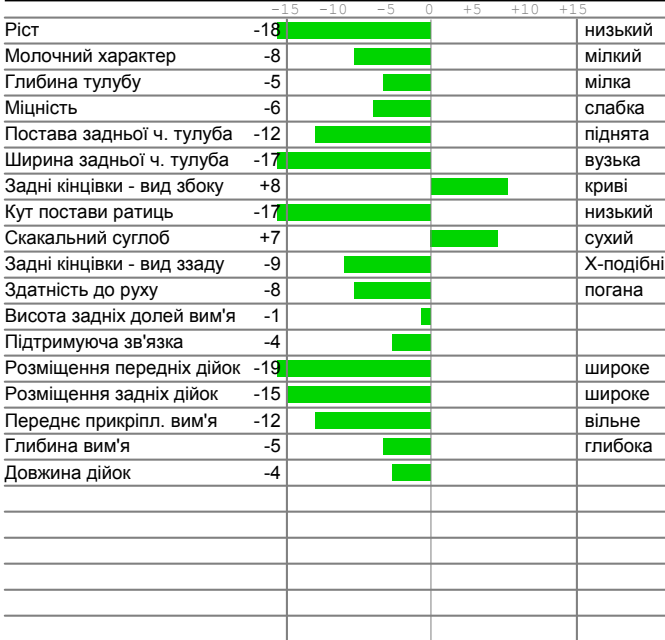 -15 -10 -5 0 +5 +10 +15
Ріст -18 низький
Молочний характер -8 мілкий
Глибина тулубу -5 мілка
Міцність -6 слабка
Постава задньої ч. тулуба -12 піднята
Ширина задньої ч. тулуба -17 вузька
Задні кінцівки - вид збоку +8 криві
Кут постави ратиць -17 низький
Скакальний суглоб +7 сухий
Задні кінцівки - вид ззаду -9 Х-подібні
Здатність до руху -8 погана
Висота задніх долей вим'я -1
Підтримуюча зв'язка -4
Розміщення передніх дійок -19 широке
Розміщення задніх дійок -15 широке
Переднє прикріпл. вим'я -12 вільне
Глибина вим'я -5 глибока
Довжина дійок -4